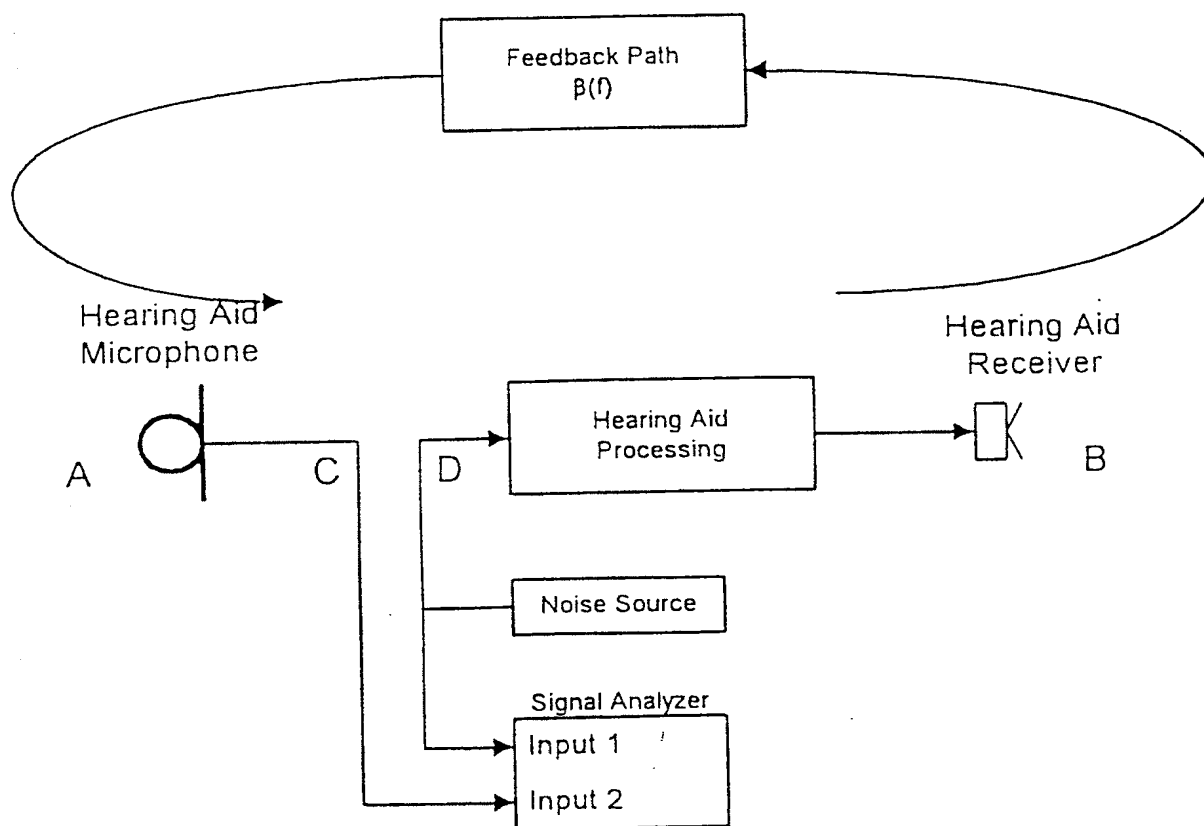 Feedback Path
β(f)
Hearing Aid
Microphone
Hearing Aid
Receiver
Hearing Aid
Processing
A
C
D
B
Noise Source
Signal Analyzer
Input 1
Input 2